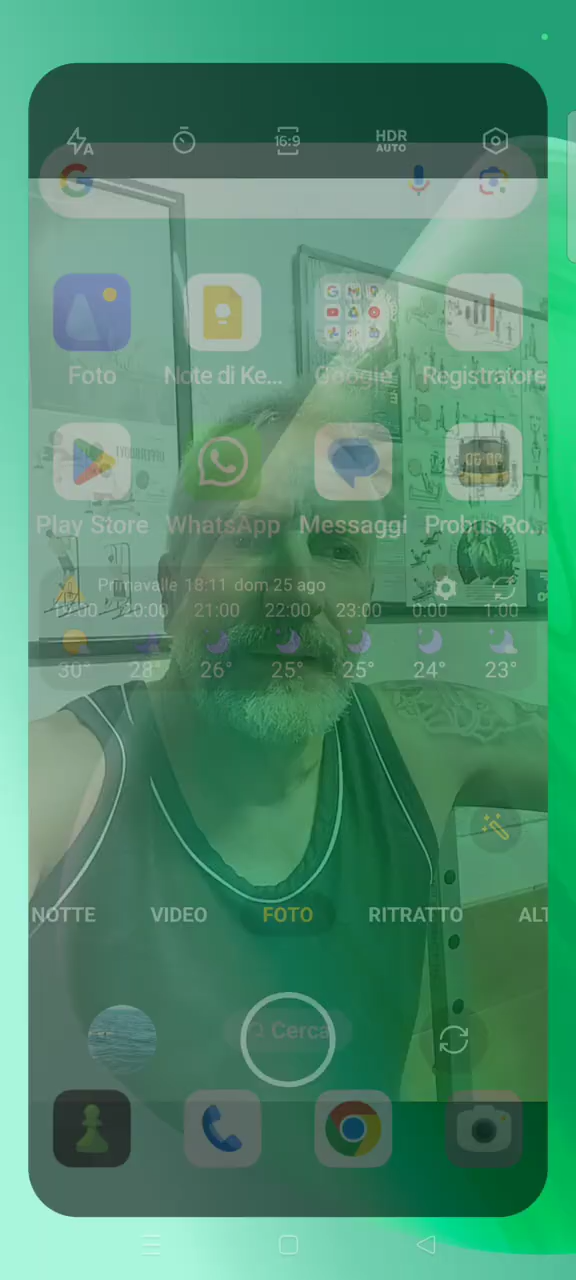 A
16:9
HDR
AUTO
Foto
Note di Ke...
Google
Registratore
Play Store
WhatsApp
Messaggi
Probus Ro...
Primavalle 18:11 dom 25 ago
20:00 21:00 22:00 23:00 0:00 1:00
30° 28° 26° 25° 25° 24° 23°
NOTTE VIDEO FOTO RITRATTO ALT
Cerca